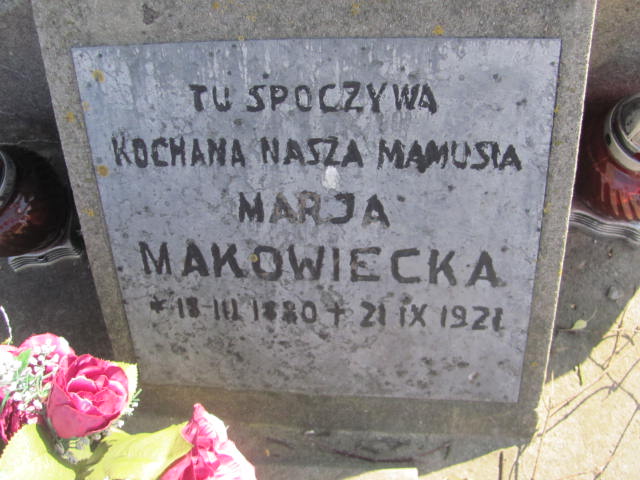 TU SPOCZYWA
KOCHANA NASZA MAMUSIA
MARJA
MAKOWIECKA
* 18 III 1880 + 21 IX 1921